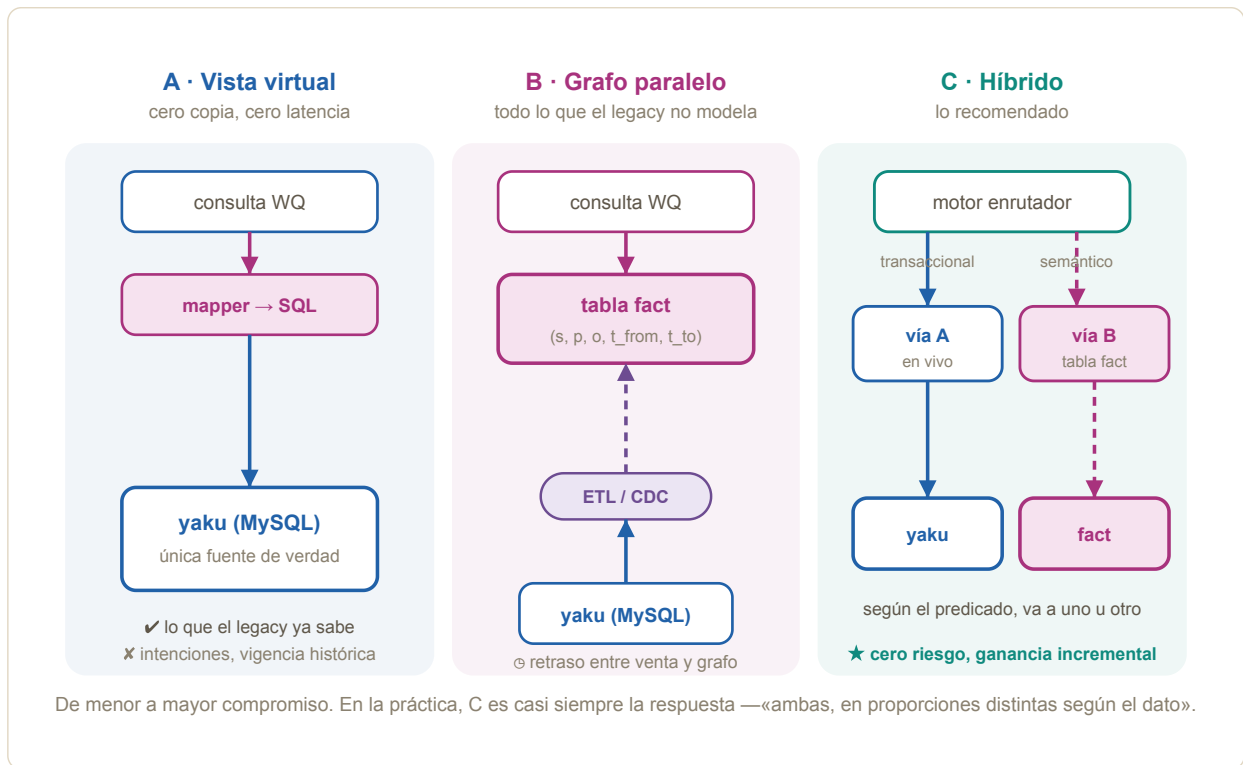 A · Vista virtual
cero copia, cero latencia
consulta WQ
mapper → SQL
yaku (MySQL)
única fuente de verdad
✔ lo que el legacy ya sabe
✘ intenciones, vigencia histórica
B · Grafo paralelo
todo lo que el legacy no modela
consulta WQ
tabla fact
(s, p, o, t_from, t_to)
ETL / CDC
yaku (MySQL)
◷ retraso entre venta y grafo
C · Híbrido
lo recomendado
motor enrutador
transaccional
semántico
vía A
en vivo
vía B
tabla fact
yaku
fact
según el predicado, va a uno u otro
★ cero riesgo, ganancia incremental
De menor a mayor compromiso. En la práctica, C es casi siempre la respuesta —«ambas, en proporciones distintas según el dato».